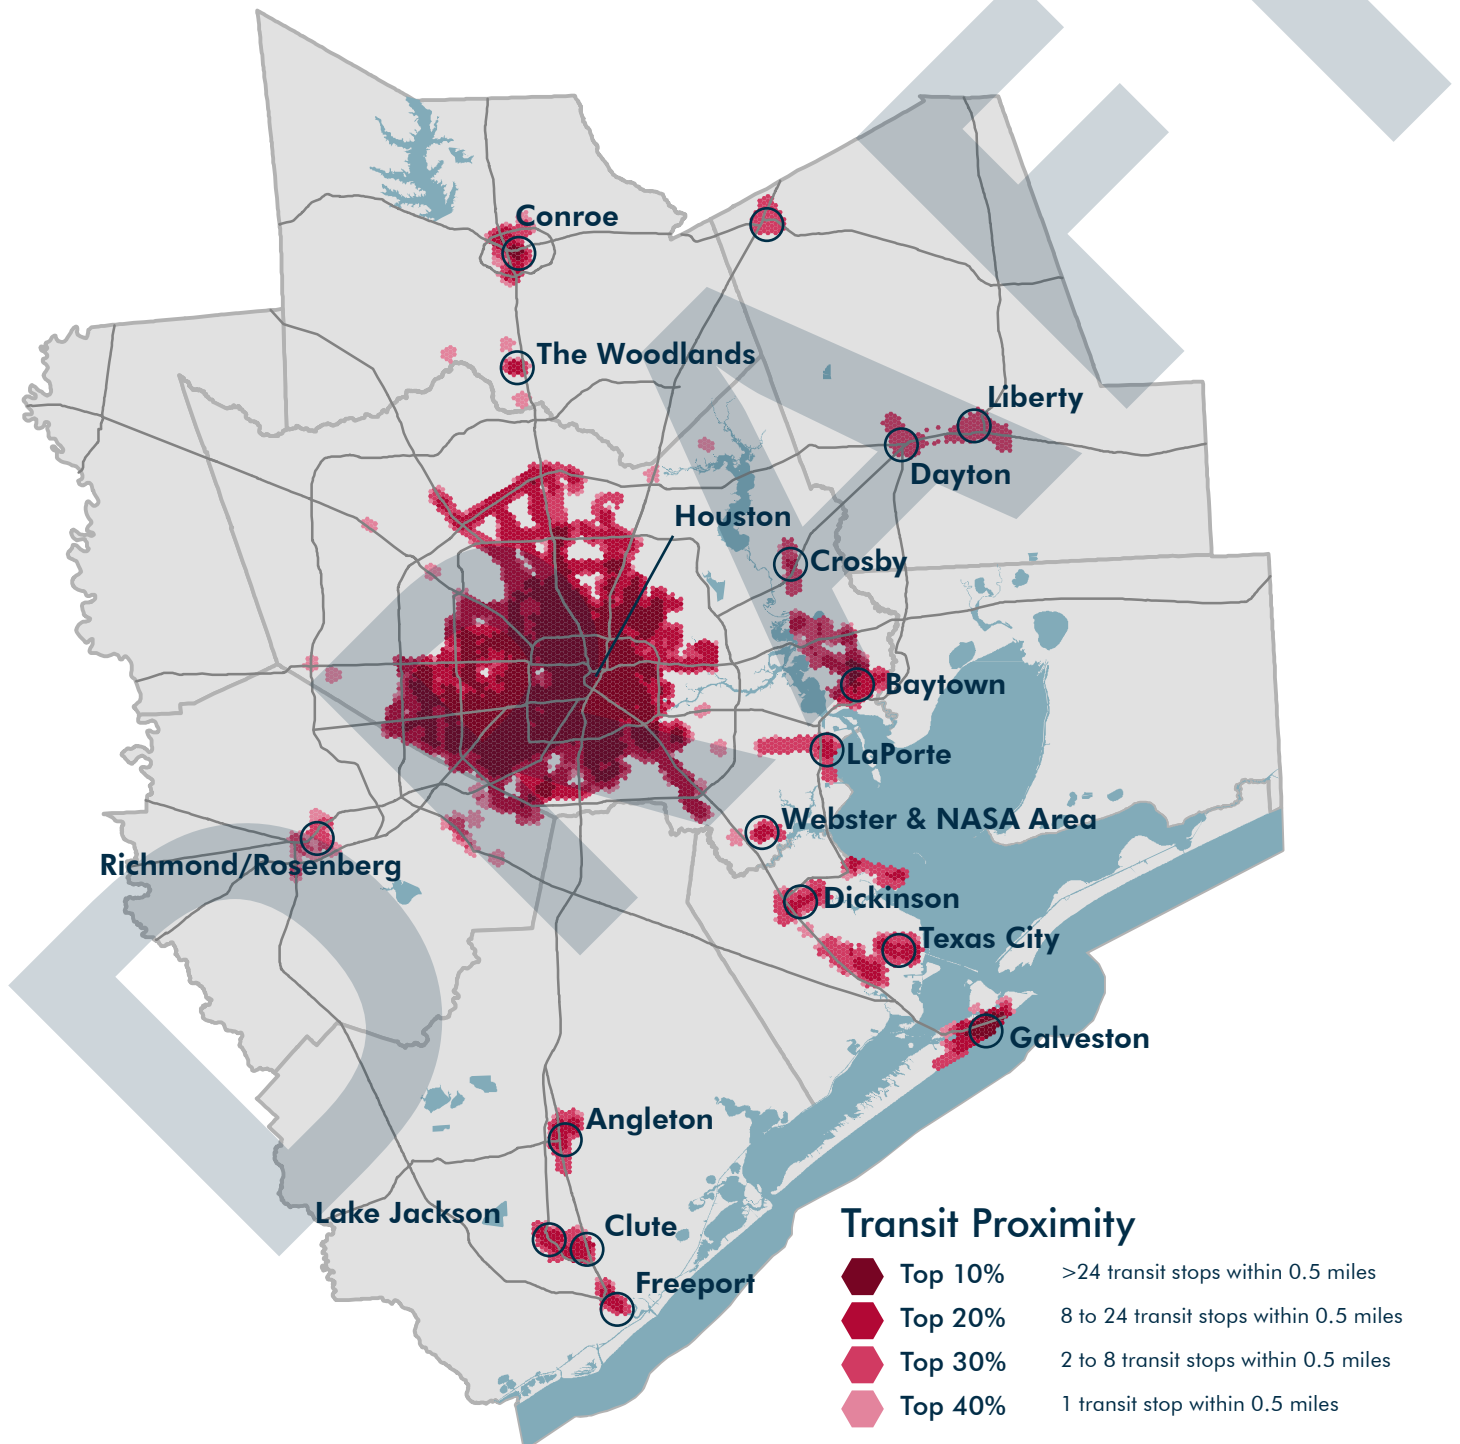 Conroe
The Woodlands
Liberty
Dayton
Houston
Crosby
Baytown
LaPorte
Webster & NASA Area
Richmond/Rosenberg
Dickinson
Texas City
Galveston
Angleton
Lake Jackson
Clute
Freeport
Transit Proximity
Top 10% >24 transit stops within 0.5 miles
Top 20% 8 to 24 transit stops within 0.5 miles
Top 30% 2 to 8 transit stops within 0.5 miles
Top 40% 1 transit stop within 0.5 miles
DRAFT